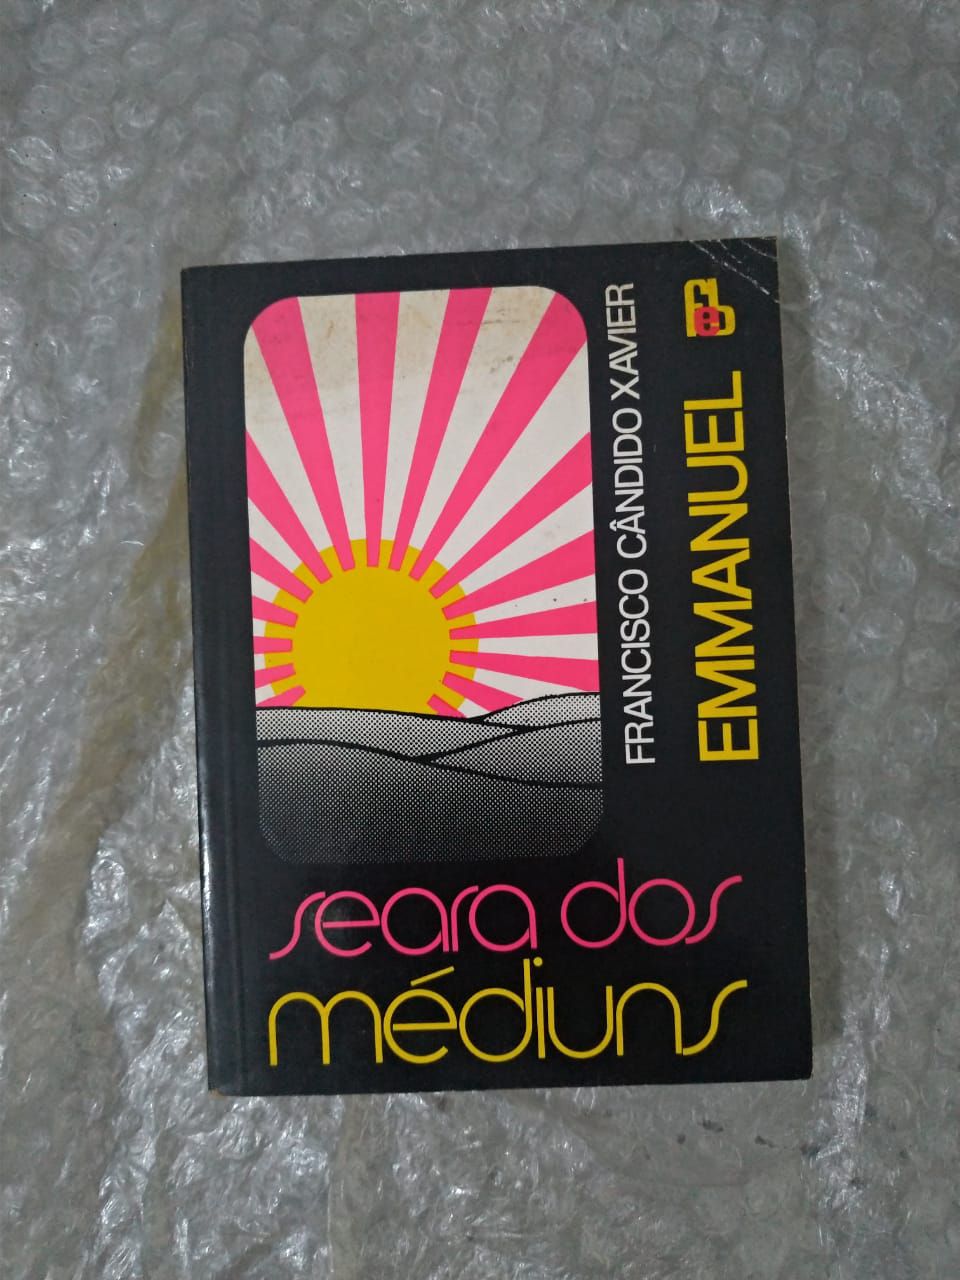 FRANCISCO CÂNDIDO XAVIER
EMMANUEL
seara dos
médiuns